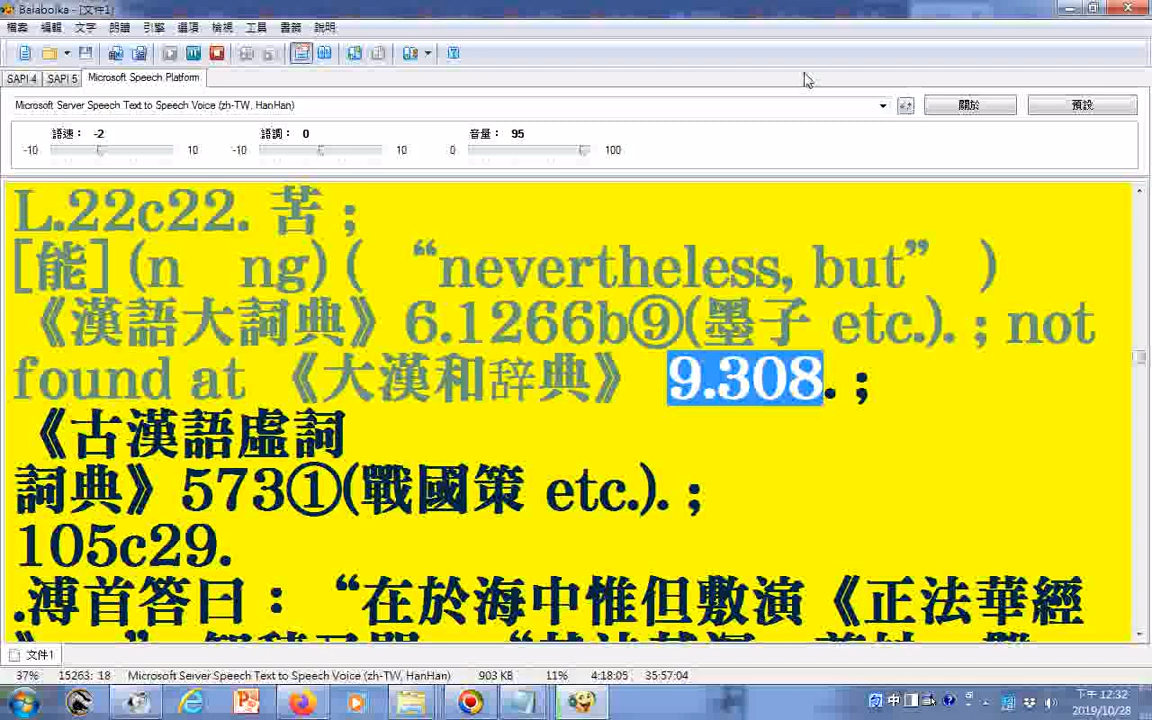 Balabolka - [文件1]
檔案 編輯 文字 朗讀 引擎 選項 檢視 工具 書籤 說明
SAPI 4 SAPI 5 Microsoft Speech Platform
Microsoft Server Speech Text to Speech Voice (zh-TW, HanHan) 關於 預設
語速： -2 語調： 0 音量： 95
-10 10 -10 10 0 100
L.22c22. 苦 ;
[能] (n ng) ( “nevertheless, but” )
《漢語大詞典》 6.1266b⑨(墨子 etc.). ; not
found at 《大漢和辞典》 9.308. ;
《古漢語虛詞
詞典》 573①(戰國策 etc.). ;
105c29.
.溥首答曰： “在於海中惟但敷演《正法華經
文件1
37% 15263: 18 Microsoft Server Speech Text to Speech Voice (zh-TW, HanHan) 903 KB 11% 4:18:05 35:57:04
中 下午 12:32
2019/10/28